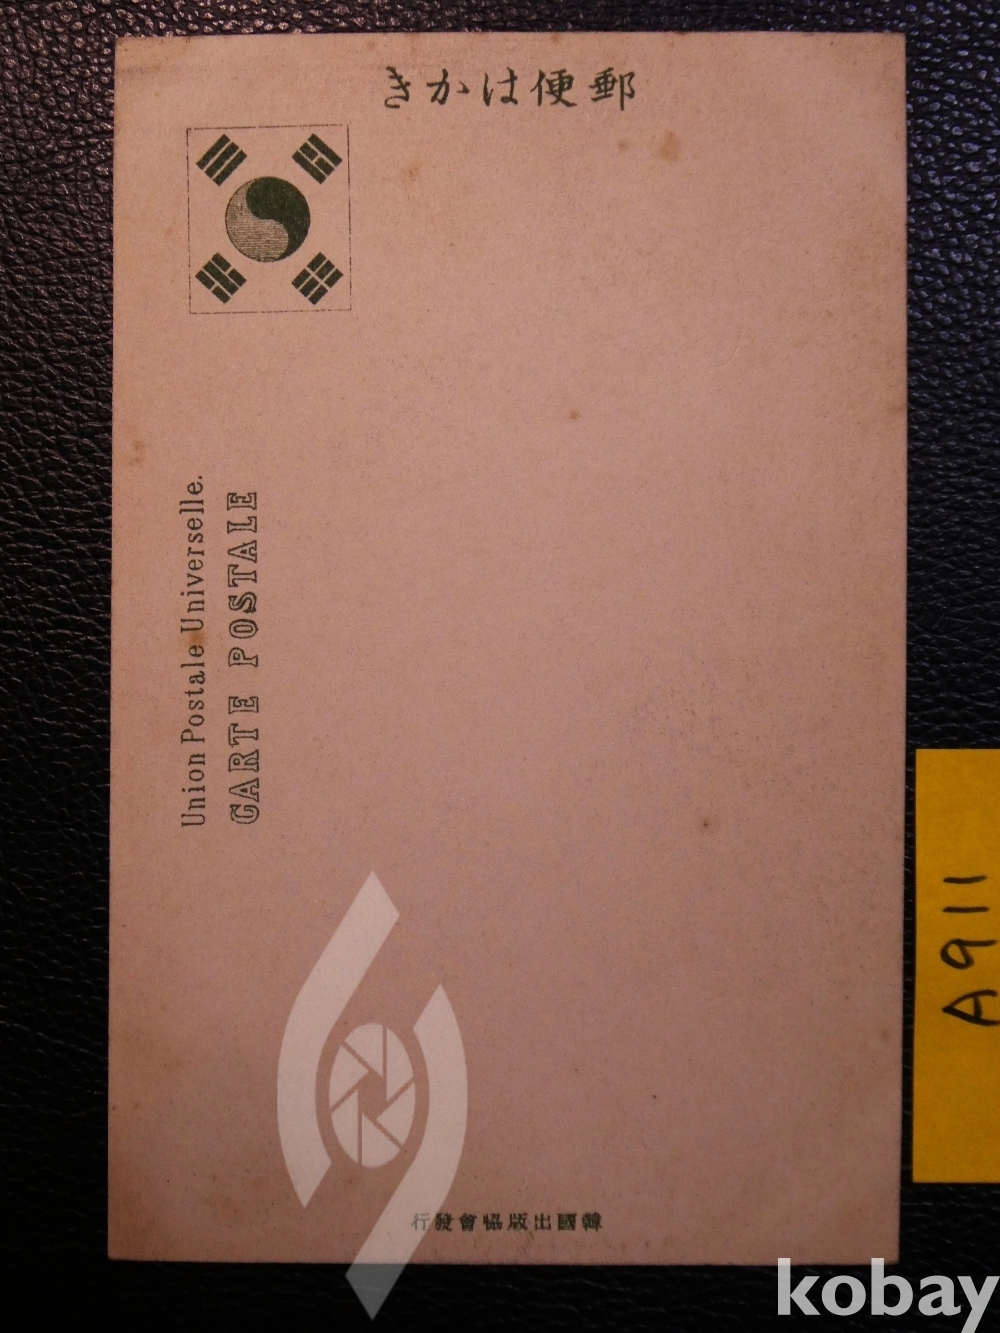 郵便はかき
Union Postale Universelle.
CARTE POSTALE
韓國出版協會發行
A911
kobay